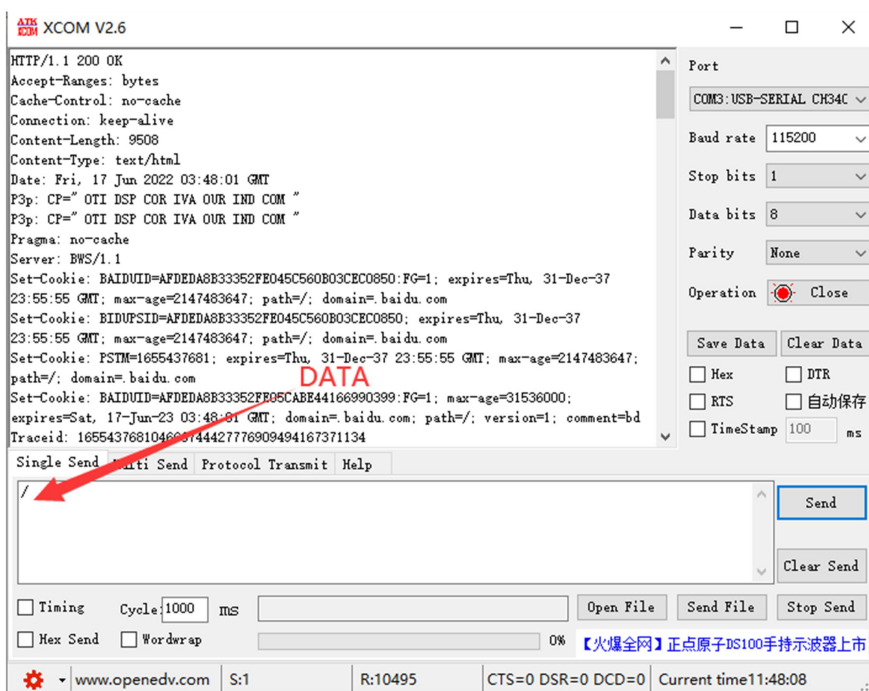 ATK
XCOM
XCOM V2.6
HTTP/1.1 200 OK
Accept-Ranges: bytes
Cache-Control: no-cache
Connection: keep-alive
Content-Length: 9508
Content-Type: text/html
Date: Fri, 17 Jun 2022 03:48:01 GMT
P3p: CP=" OTI DSP COR IVA OUR IND COM "
P3p: CP=" OTI DSP COR IVA OUR IND COM "
Pragma: no-cache
Server: BWS/1.1
Set-Cookie: BAIDUID=AFDEDA8B33352FE045C560B03CEC0850:FG=1; expires=Thu, 31-Dec-37
23:55:55 GMT; max-age=2147483647; path=/; domain=.baidu.com
Set-Cookie: BIDUPSID=AFDEDA8B33352FE045C560B03CEC0850; expires=Thu, 31-Dec-37
23:55:55 GMT; max-age=2147483647; path=/; domain=.baidu.com
Set-Cookie: PSTM=1655437681; expires=Thu, 31-Dec-37 23:55:55 GMT; max-age=2147483647;
path=/; domain=.baidu.com
DATA
Set-Cookie: BAIDUID=AFDEDA8B33352FE05CABE44166990399:FG=1; max-age=31536000;
expires=Sat, 17-Jun-23 03:48:01 GMT; domain=.baidu.com; path=/; version=1; comment=bd
Traceid:
Port
COM3:USB-SERIAL CH340
Baud rate 115200
Stop bits 1
Data bits 8
Parity None
Operation Close
Save Data Clear Data
Hex DTR
RTS 自动保存
TimeStamp 100 ms
Single Send Multi Send Protocol Transmit Help
/
Send
Clear Send
Timing Cycle: 1000 ms Open File Send File Stop Send
Hex Send Wordwrap 0% 【火爆全网】正点原子DS100手持示波器上市
www.openedv.com S:1 R:10495 CTS=0 DSR=0 DCD=0 Current time11:48:08